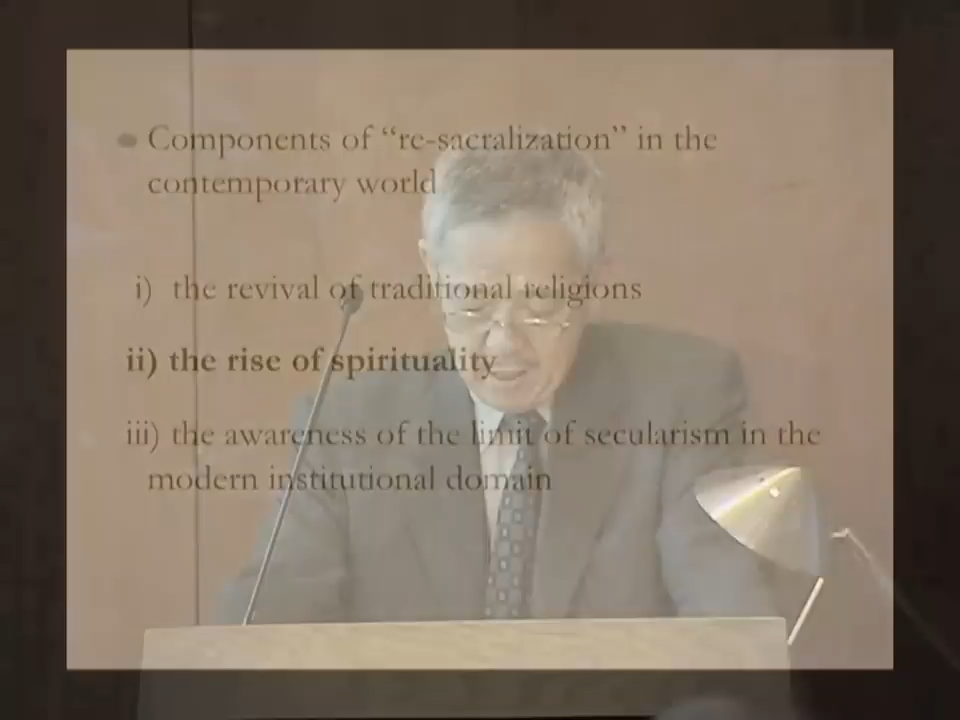 • Components of “re-sacralization” in the
contemporary world
i) the revival of traditional religions
ii) the rise of spirituality
iii) the awareness of the limit of secularism in the
modern institutional domain